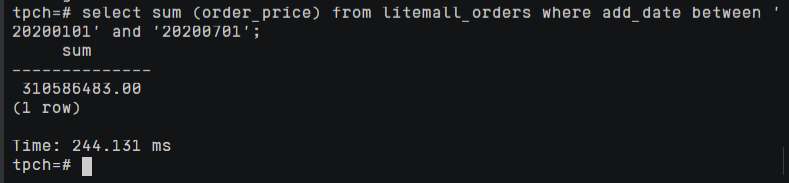 tpch=# select sum (order_price) from litemall_orders where add_date between '
20200101' and '20200701';
sum
--------------
310586483.00
(1 row)
Time: 244.131 ms
tpch=#